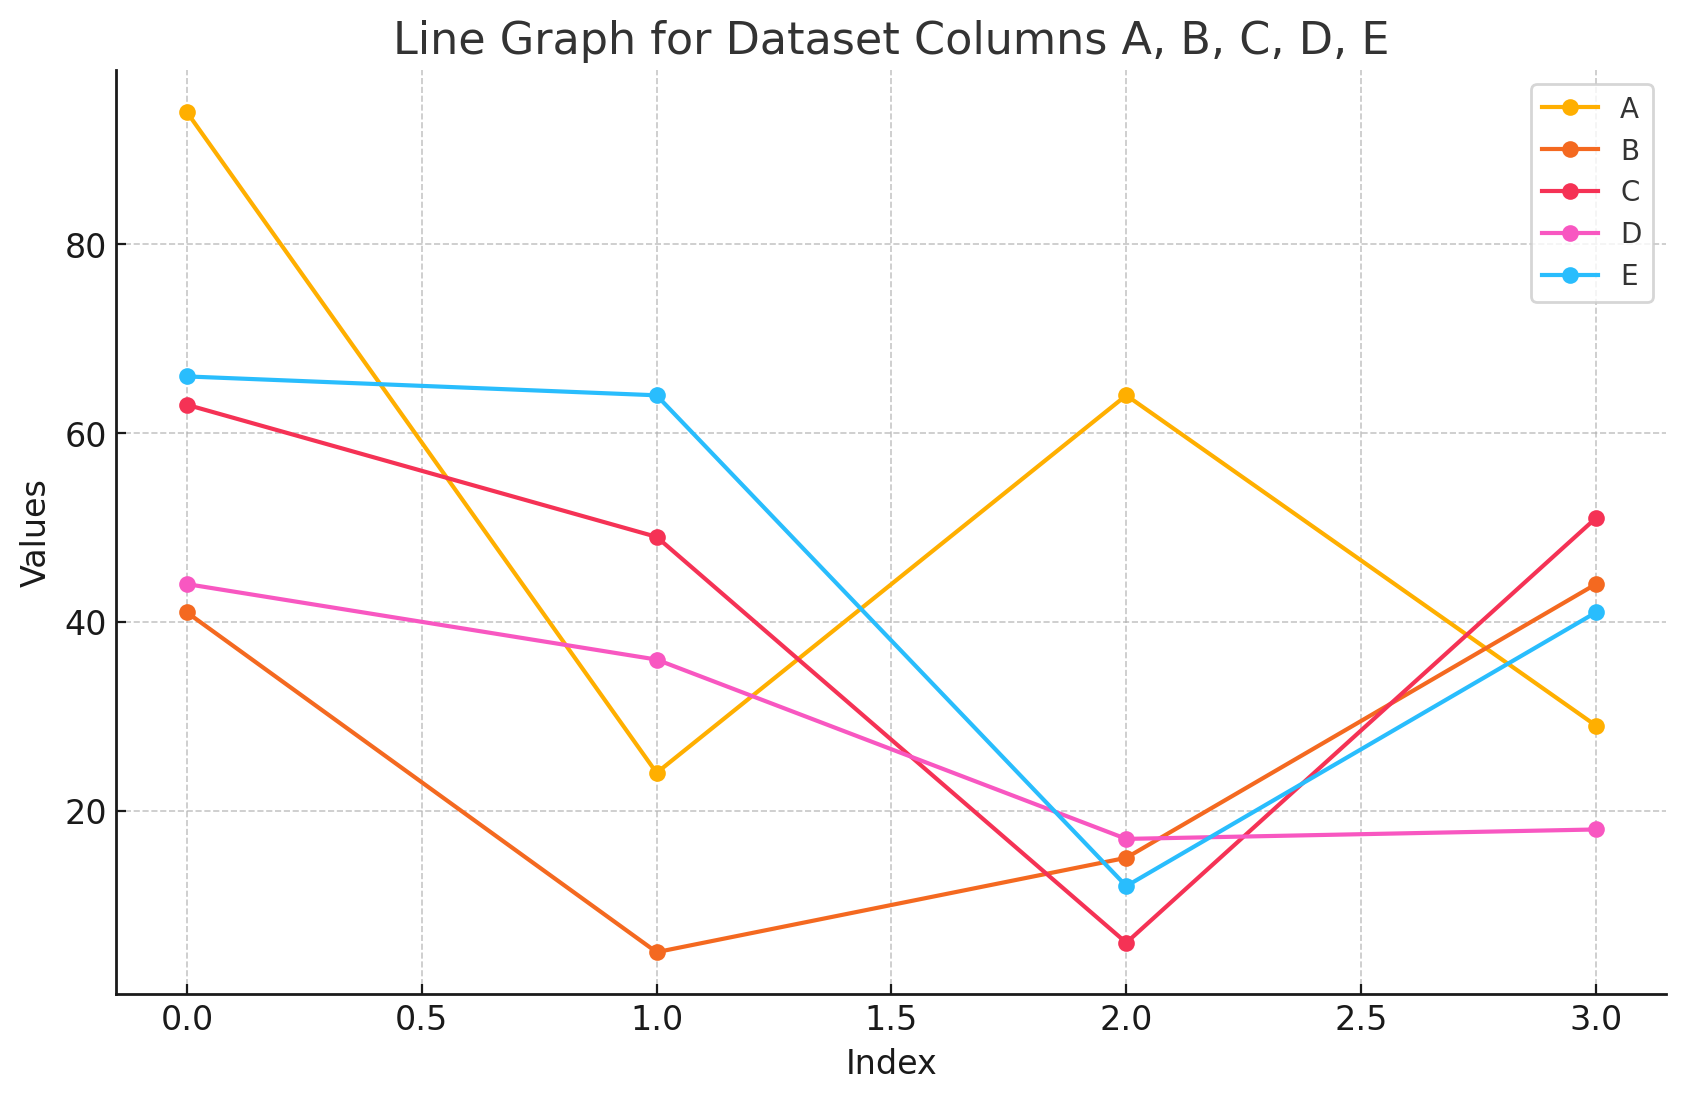 Line Graph for Dataset Columns A, B, C, D, E
A
B
C
D
E
80
60
40
20
Values
0.0 0.5 1.0 1.5 2.0 2.5 3.0
Index